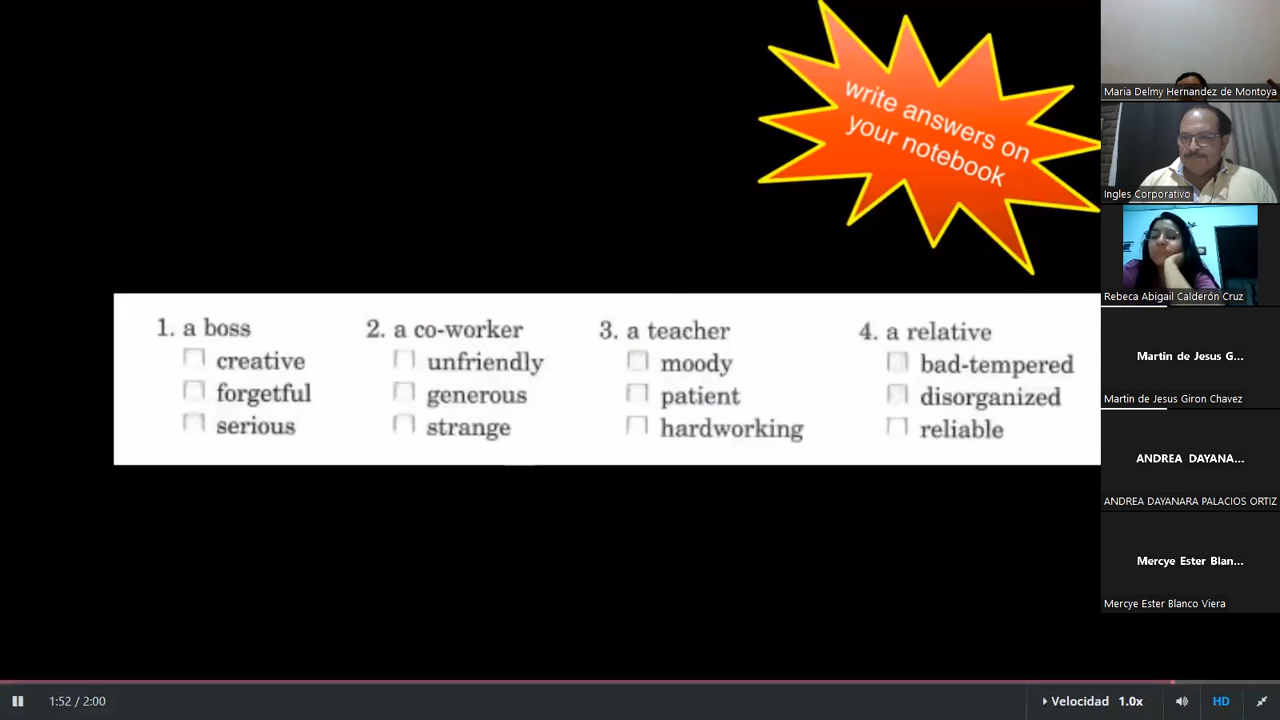 write answers on
your notebook
1. a boss
creative
forgetful
serious
2. a co-worker
unfriendly
generous
strange
3. a teacher
moody
patient
hardworking
4. a relative
bad-tempered
disorganized
reliable
Maria Delmy Hernandez de Montoya
Ingles Corporativo
Rebeca Abigail Calderón Cruz
Martin de Jesus G...
Martin de Jesus Giron Chavez
ANDREA DAYANA...
ANDREA DAYANARA PALACIOS ORTIZ
Mercye Ester Blan...
Mercye Ester Blanco Viera
1:52 / 2:00
Velocidad 1.0x
HD